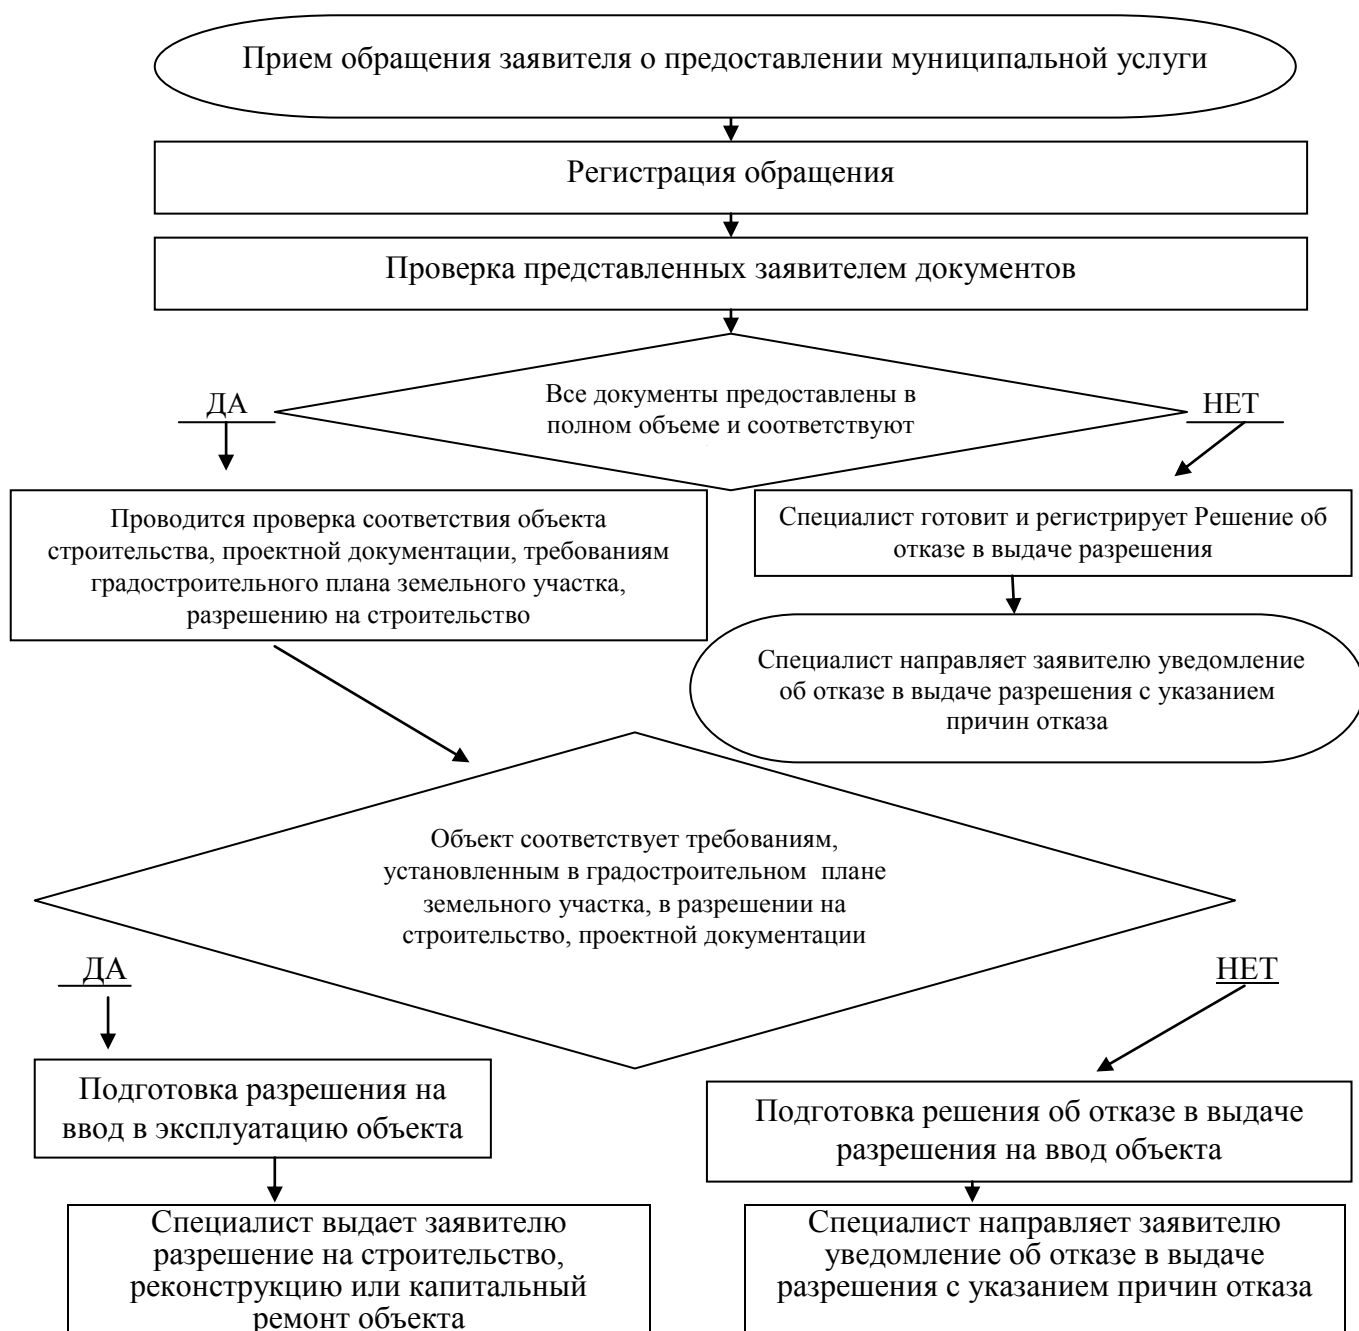 Прием обращения заявителя о предоставлении муниципальной услуги
Регистрация обращения
Проверка представленных заявителем документов
Все документы предоставлены в
полном объеме и соответствуют
ДА
НЕТ
Проводится проверка соответствия объекта
строительства, проектной документации, требованиям
градостроительного плана земельного участка,
разрешению на строительство
Специалист готовит и регистрирует Решение об
отказе в выдаче разрешения
Специалист направляет заявителю уведомление
об отказе в выдаче разрешения с указанием
причин отказа
Объект соответствует требованиям,
установленным в градостроительном плане
земельного участка, в разрешении на
строительство, проектной документации
ДА
НЕТ
Подготовка разрешения на
ввод в эксплуатацию объекта
Подготовка решения об отказе в выдаче
разрешения на ввод объекта
Специалист выдает заявителю
разрешение на строительство,
реконструкцию или капитальный
ремонт объекта
Специалист направляет заявителю
уведомление об отказе в выдаче
разрешения с указанием причин отказа